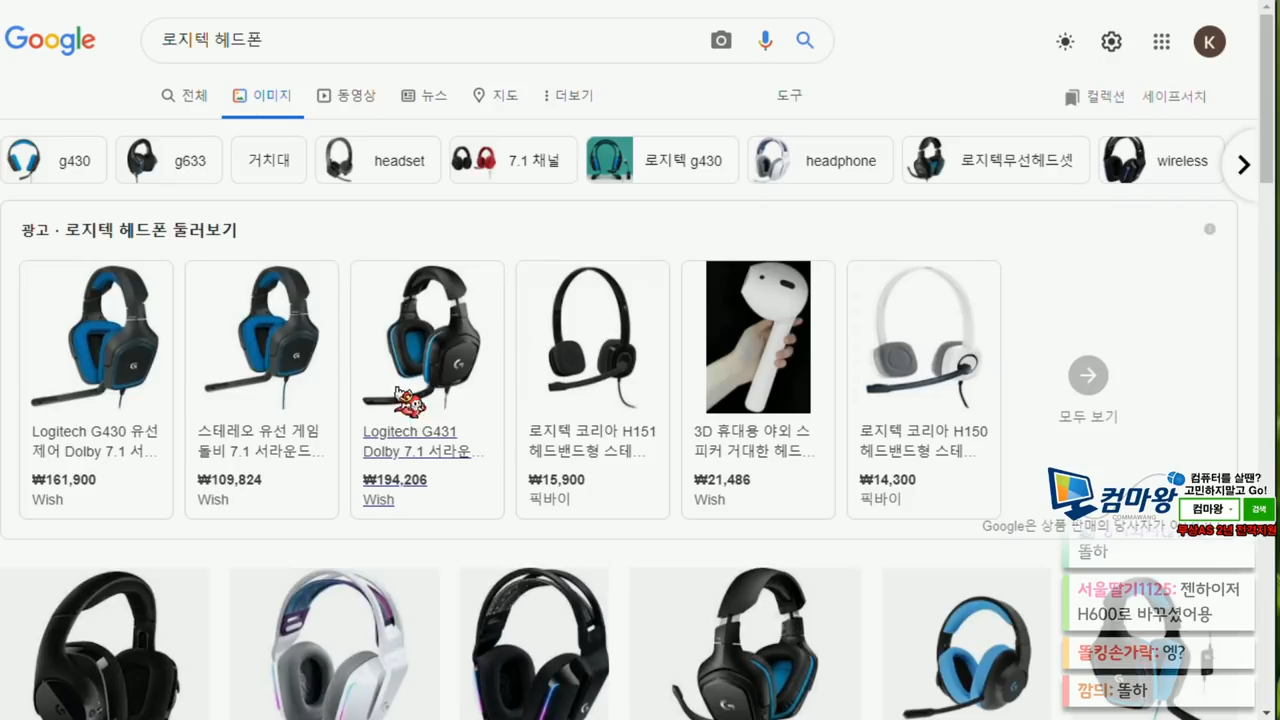 Google
로지텍 헤드폰
K
전체
이미지
동영상
뉴스
지도
더보기
도구
컬렉션
세이프서치
g430
g633
거치대
headset
7.1 채널
로지텍 g430
headphone
로지텍무선헤드셋
wireless
광고 · 로지텍 헤드폰 둘러보기
Logitech G430 유선
제어 Dolby 7.1 서...
₩161,900
Wish
스테레오 유선 게임
돌비 7.1 서라운드...
₩109,824
Wish
Logitech G431
Dolby 7.1 서라운...
₩194,206
Wish
로지텍 코리아 H151
헤드밴드형 스테...
₩15,900
픽바이
3D 휴대용 야외 스
피커 거대한 헤드...
₩21,486
Wish
로지텍 코리아 H150
헤드밴드형 스테...
₩14,300
픽바이
모두 보기
컴마왕
COMMAWANG
컴퓨터를 살땐?
고민하지말고 Go!
컴마왕
검색
무상AS 2년 전격지원
Google은 상품 판매의 당사자가
똘하
서울딸기1125: 젠하이저
H600로 바꾸셨어용
똘킹손가락: 엥?
깜듸: 똘하